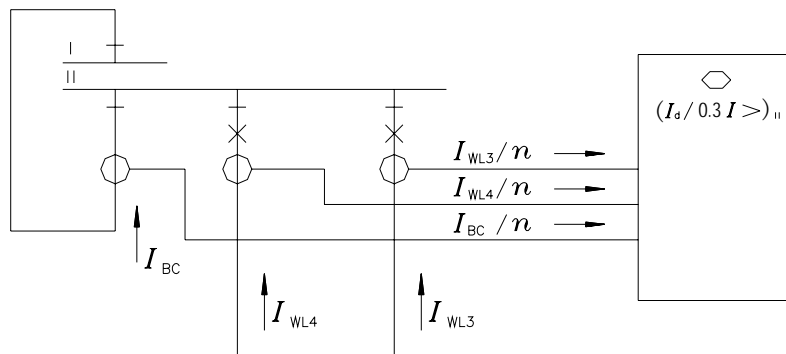 I
II
(I_d / 0.3 I >)_II
I_WL3 / n
I_WL4 / n
I_BC / n
I_BC
I_WL4
I_WL3